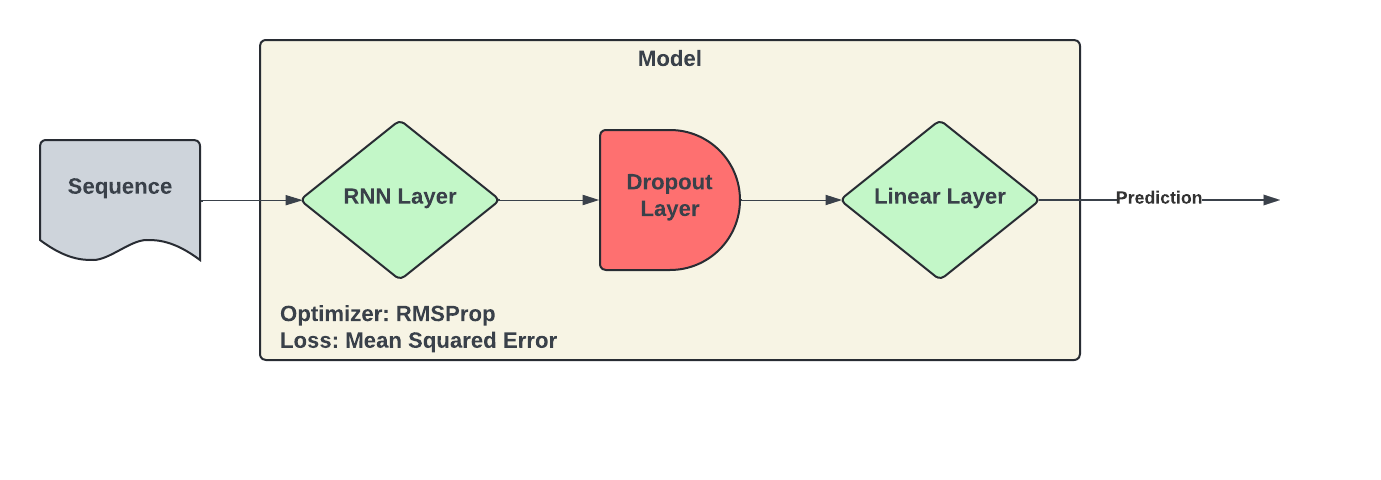 Model
Sequence
RNN Layer
Dropout
Layer
Linear Layer
Prediction
Optimizer: RMSProp
Loss: Mean Squared Error